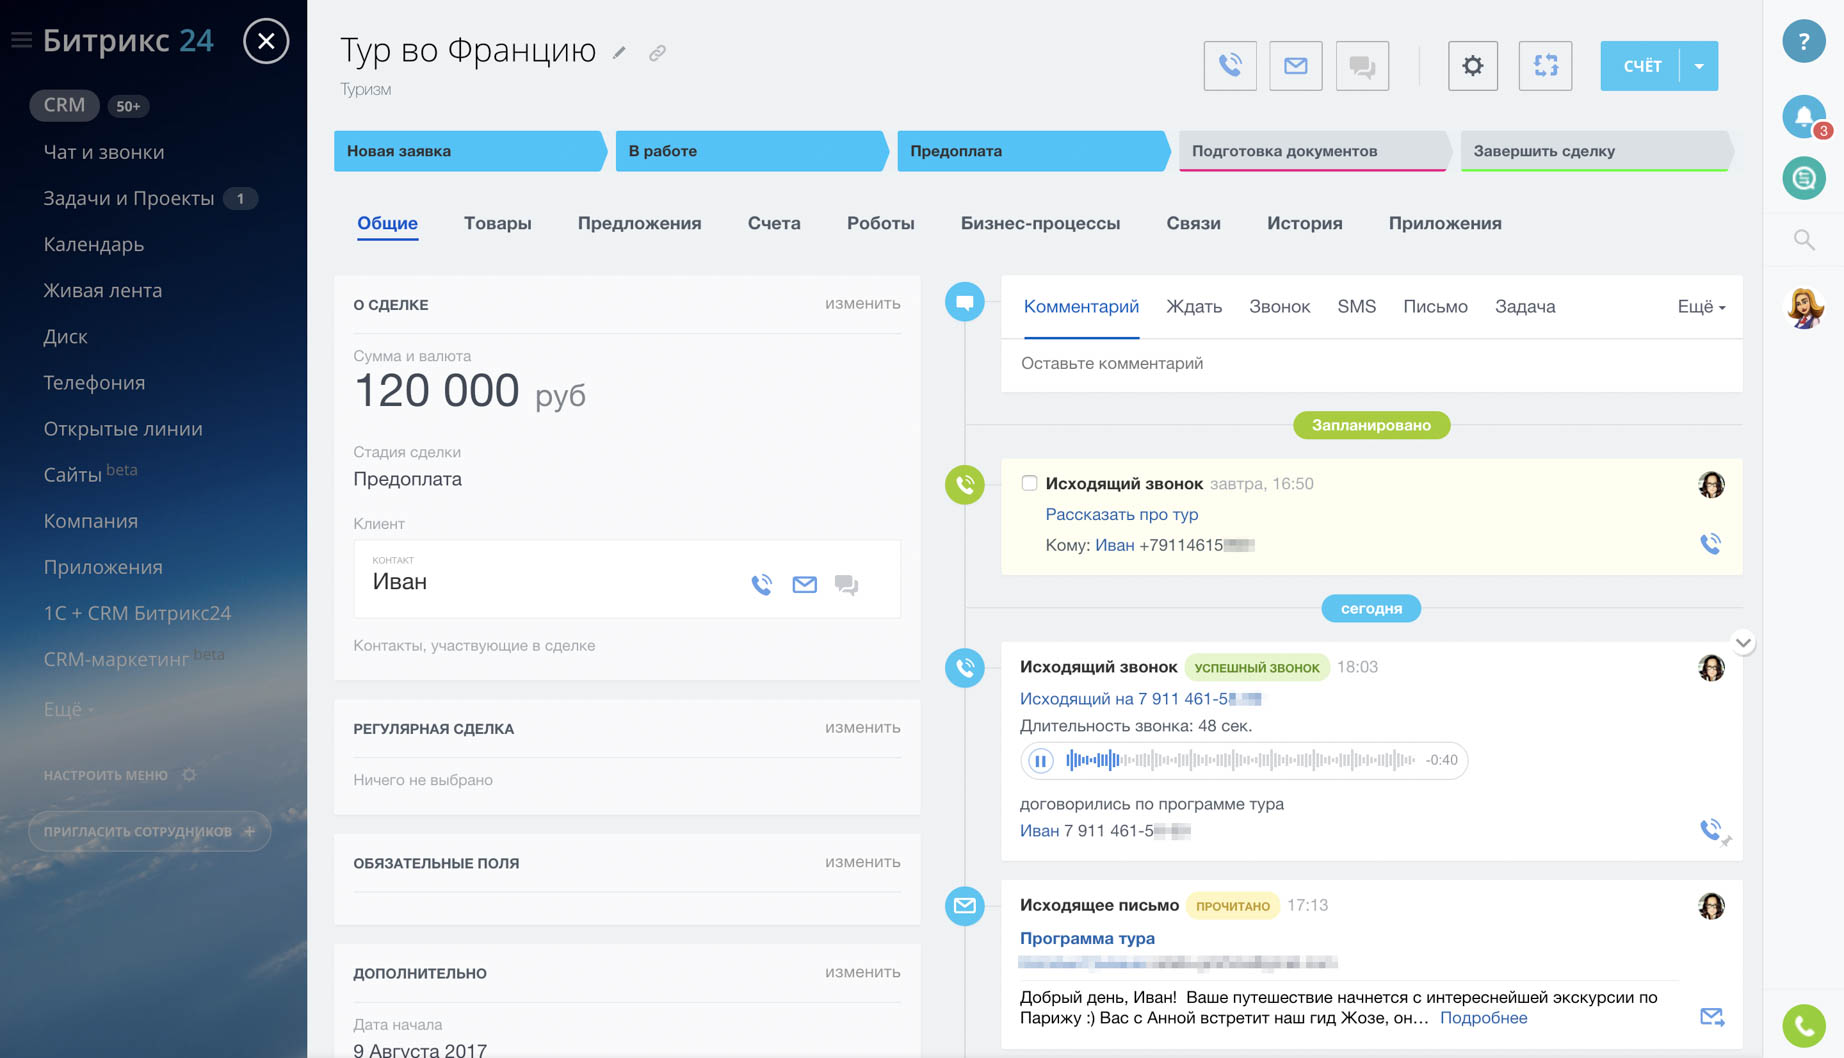 Битрикс 24
CRM 50+
Чат и звонки
Задачи и Проекты 1
Календарь
Живая лента
Диск
Телефония
Открытые линии
Сайты beta
Компания
Приложения
1С + CRM Битрикс24
CRM-маркетинг beta
Ещё
НАСТРОИТЬ МЕНЮ
ПРИГЛАСИТЬ СОТРУДНИКОВ +
Тур во Францию
Туризм
СЧЁТ
Новая заявка
В работе
Предоплата
Подготовка документов
Завершить сделку
Общие Товары Предложения Счета Роботы Бизнес-процессы Связи История Приложения
О СДЕЛКЕ изменить
Сумма и валюта
120 000 руб
Стадия сделки
Предоплата
Клиент
КОНТАКТ
Иван
Контакты, участвующие в сделке
РЕГУЛЯРНАЯ СДЕЛКА изменить
Ничего не выбрано
ОБЯЗАТЕЛЬНЫЕ ПОЛЯ изменить
ДОПОЛНИТЕЛЬНО изменить
Дата начала
9 Августа 2017
Комментарий Ждать Звонок SMS Письмо Задача Ещё
Оставьте комментарий
Запланировано
Исходящий звонок завтра, 16:50
Рассказать про тур
Кому: Иван +79114615
сегодня
Исходящий звонок УСПЕШНЫЙ ЗВОНОК 18:03
Исходящий на 7 911 461-5
Длительность звонка: 48 сек.
-0:40
договорились по программе тура
Иван 7 911 461-5
Исходящее письмо ПРОЧИТАНО 17:13
Программа тура
Добрый день, Иван! Ваше путешествие начнется с интереснейшей экскурсии по
Парижу :) Вас с Анной встретит наш гид Жозе, он... Подробнее
?
3